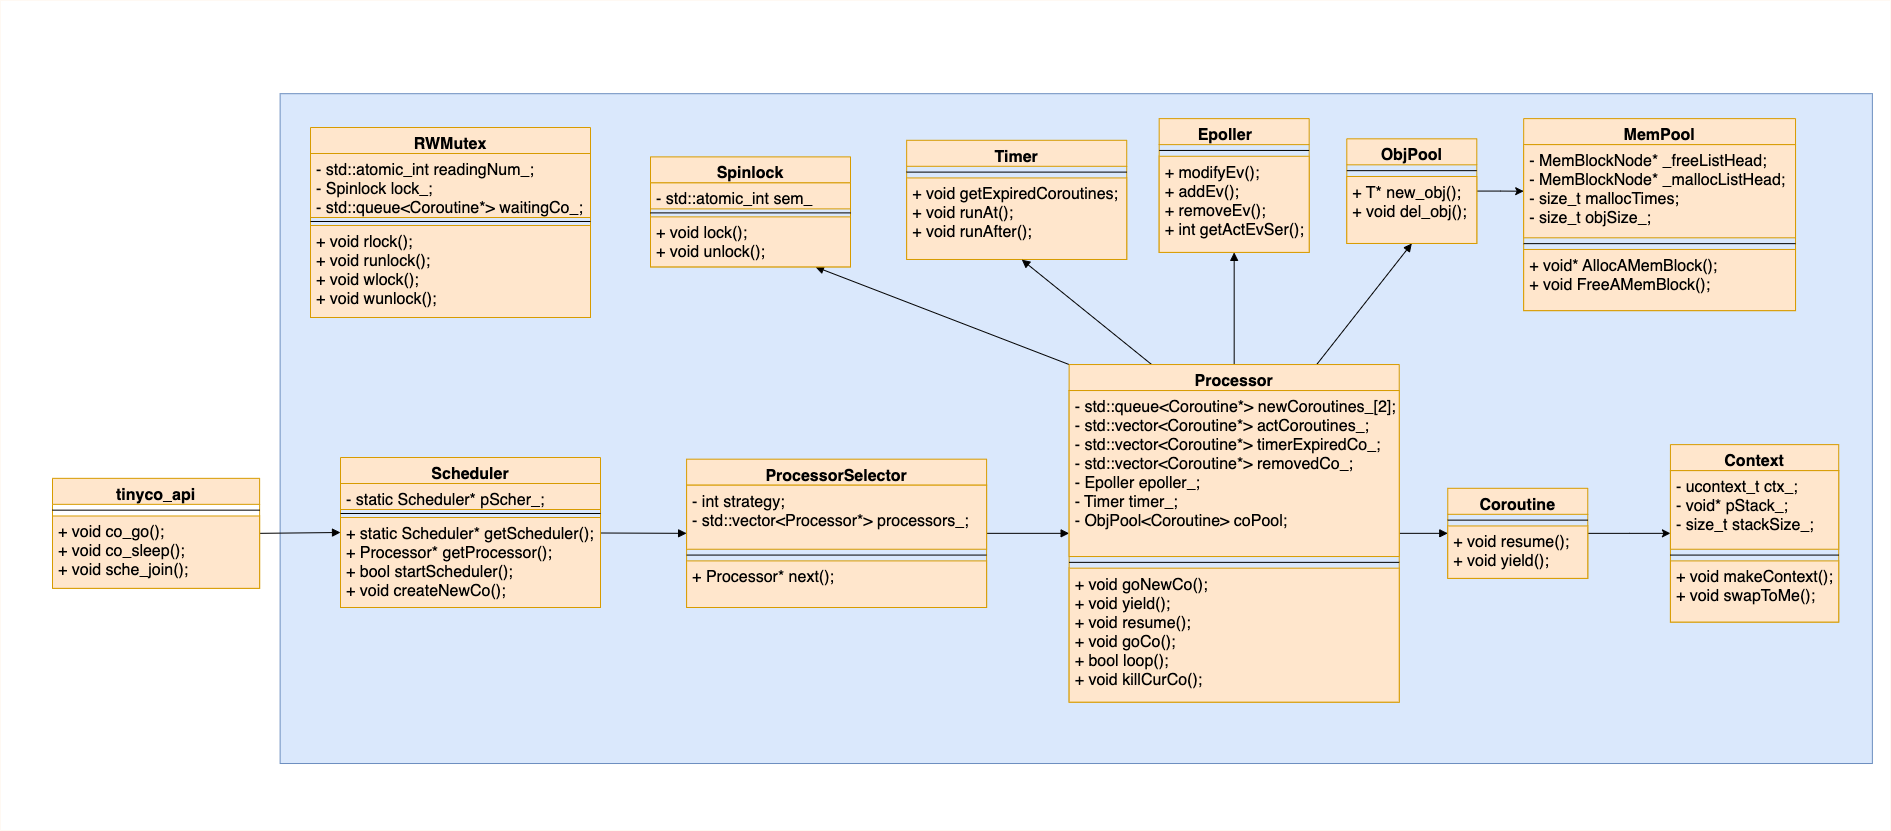 RWMutex
- std::atomic_int readingNum_;
- Spinlock lock_;
- std::queue<Coroutine*> waitingCo_;
+ void rlock();
+ void runlock();
+ void wlock();
+ void wunlock();
Spinlock
- std::atomic_int sem_
+ void lock();
+ void unlock();
Timer
+ void getExpiredCoroutines;
+ void runAt();
+ void runAfter();
Epoller
+ modifyEv();
+ addEv();
+ removeEv();
+ int getActEvSer();
ObjPool
+ T* new_obj();
+ void del_obj();
MemPool
- MemBlockNode* _freeListHead;
- MemBlockNode* _mallocListHead;
- size_t mallocTimes;
- size_t objSize_;
+ void* AllocAMemBlock();
+ void FreeAMemBlock();
tinyco_api
+ void co_go();
+ void co_sleep();
+ void sche_join();
Scheduler
- static Scheduler* pScher_;
+ static Scheduler* getScheduler();
+ Processor* getProcessor();
+ bool startScheduler();
+ void createNewCo();
ProcessorSelector
- int strategy;
- std::vector<Processor*> processors_;
+ Processor* next();
Processor
- std::queue<Coroutine*> newCoroutines_[2];
- std::vector<Coroutine*> actCoroutines_;
- std::vector<Coroutine*> timerExpiredCo_;
- std::vector<Coroutine*> removedCo_;
- Epoller epoller_;
- Timer timer_;
- ObjPool<Coroutine> coPool;
+ void goNewCo();
+ void yield();
+ void resume();
+ void goCo();
+ bool loop();
+ void killCurCo();
Coroutine
+ void resume();
+ void yield();
Context
- ucontext_t ctx_;
- void* pStack_;
- size_t stackSize_;
+ void makeContext();
+ void swapToMe();